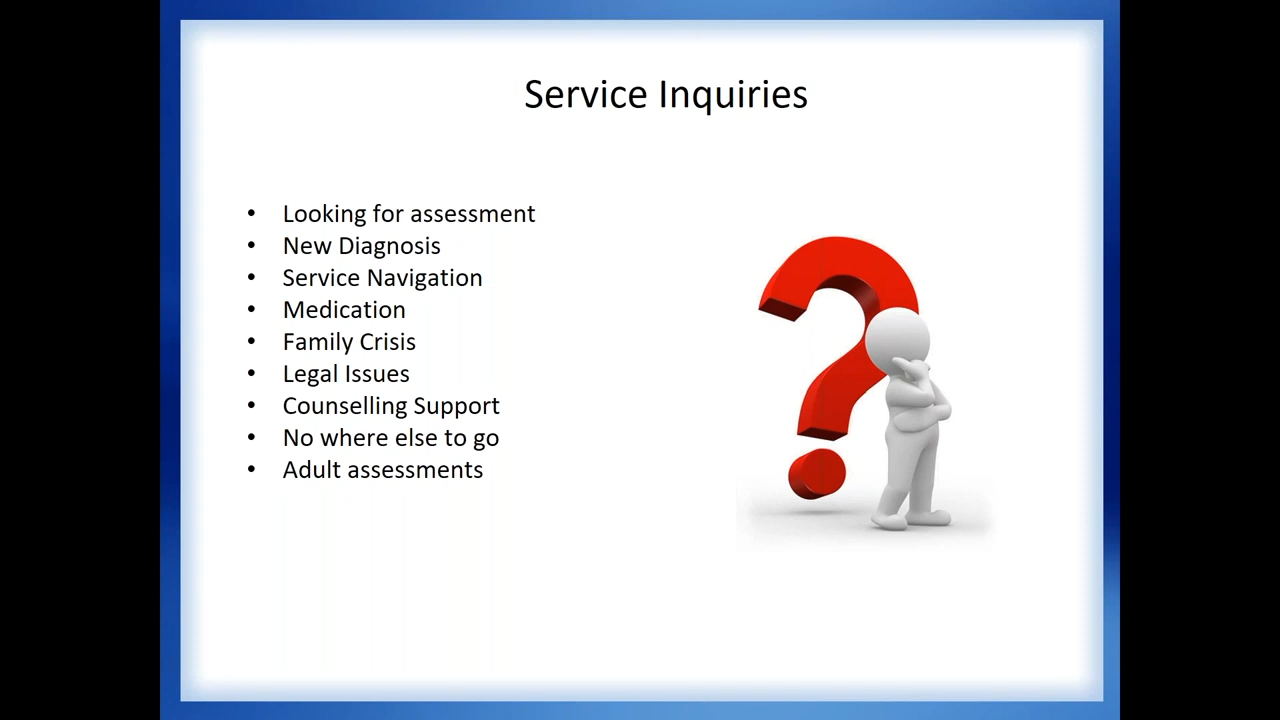 Service Inquiries
• Looking for assessment
• New Diagnosis
• Service Navigation
• Medication
• Family Crisis
• Legal Issues
• Counselling Support
• No where else to go
• Adult assessments